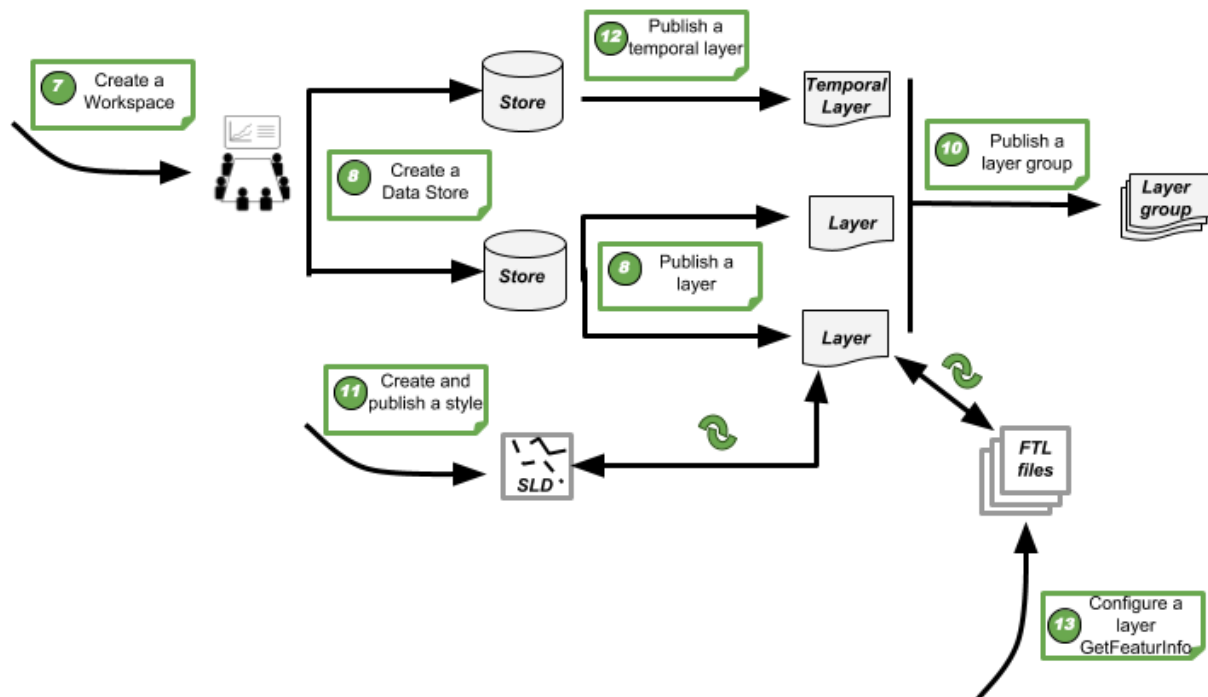 12
Publish a
temporal layer
7
Create a
Workspace
Store
Temporal
Layer
10
Publish a
layer group
8
Create a
Data Store
Layer
group
Layer
Store
8
Publish a
layer
Layer
11
Create and
publish a style
SLD
FTL
files
13
Configure a
layer
GetFeaturInfo